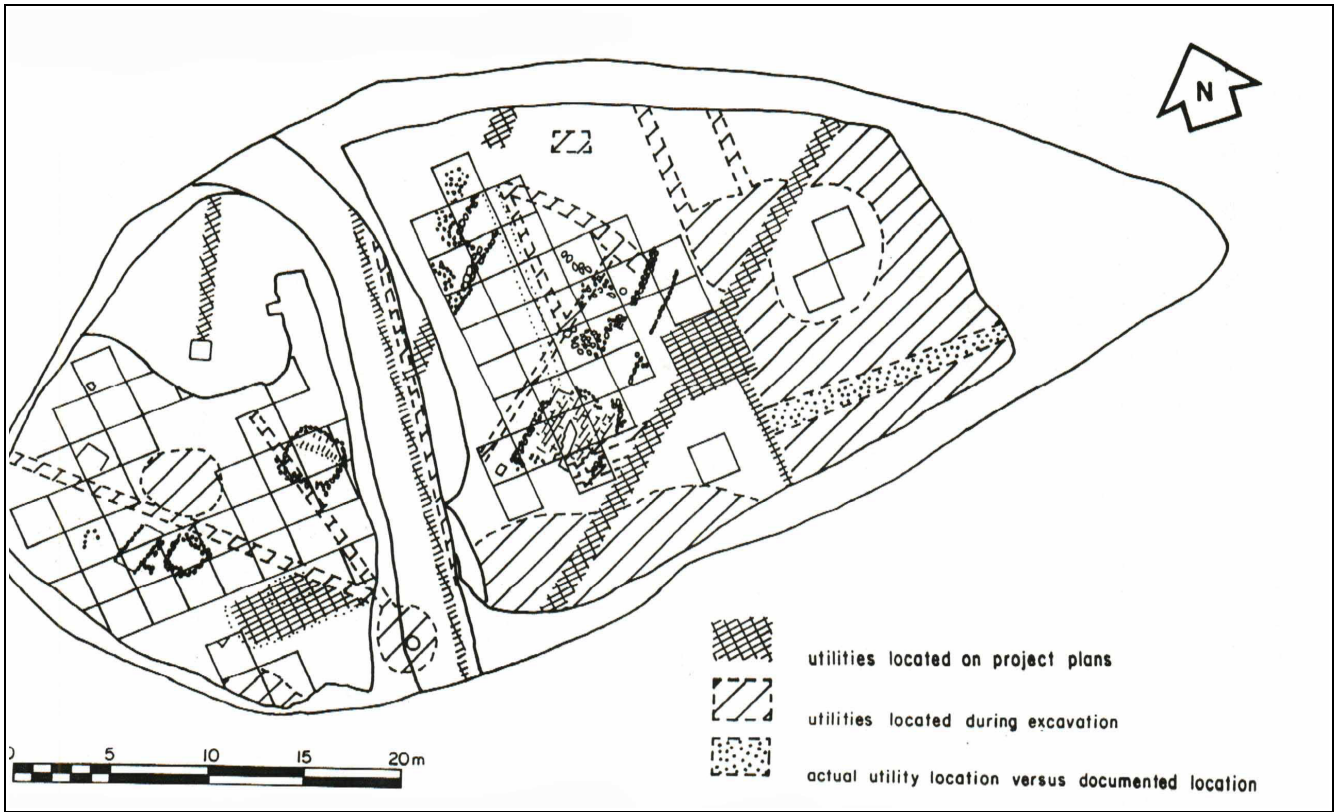 N
utilities located on project plans
utilities located during excavation
actual utility location versus documented location
0 5 10 15 20m